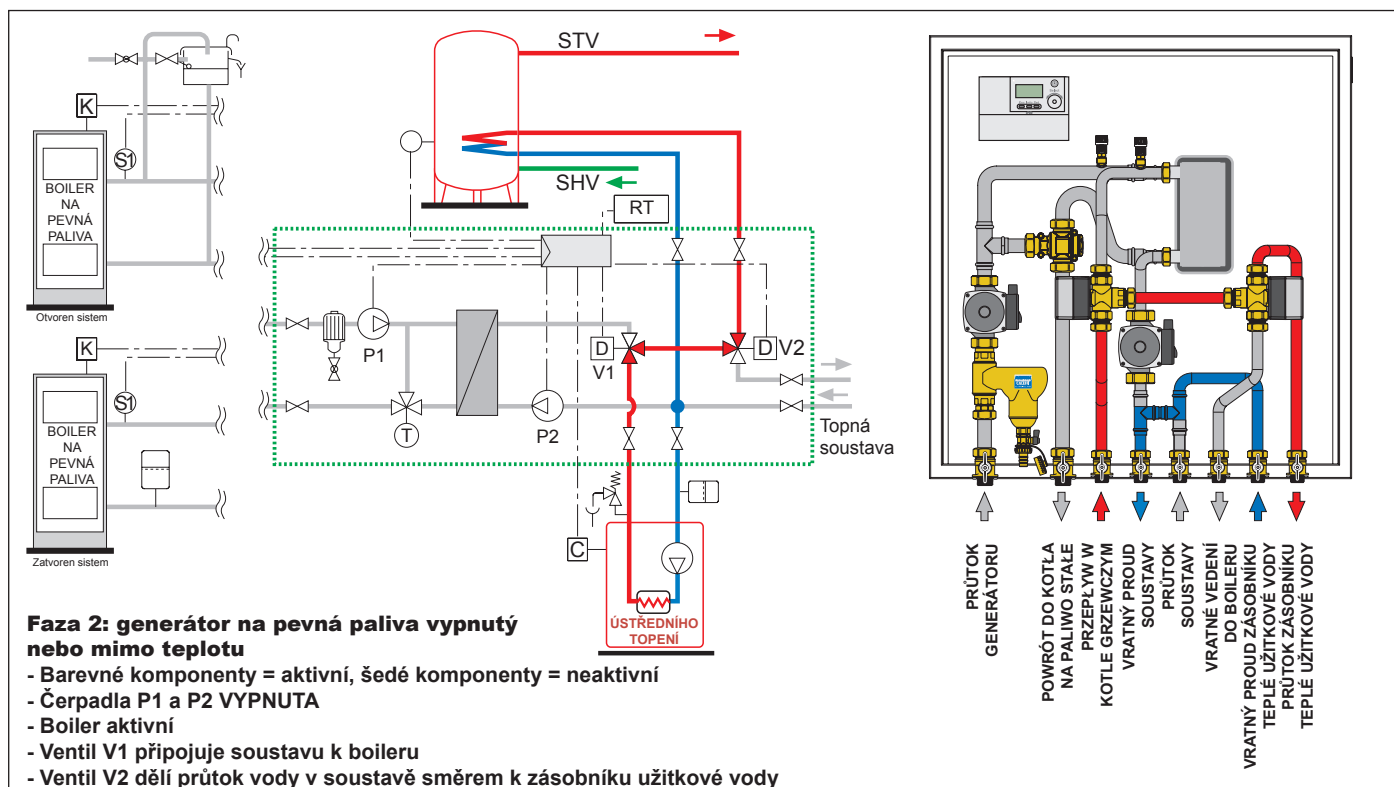 K
S1
BOILER
NA
PEVNÁ
PALIVA
Otvoren sistem
K
S1
BOILER
NA
PEVNÁ
PALIVA
Zatvoren sistem
STV
SHV
RT
P1
D
V1
D
V2
T
P2
Topná
soustava
C
ÚSTŘEDNÍHO
TOPENÍ
PRŮTOK
GENERÁTORU
POWRÓT DO KOTŁA
NA PALIWO STAŁE
PRZEPŁYW W
KOTLE GRZEWCZYM
VRATNÝ PROUD
SOUSTAVY
PRŮTOK
SOUSTAVY
VRATNÉ VEDENÍ
DO BOILERU
VRATNÝ PROUD ZÁSOBNÍKU
TEPLÉ UŽITKOVÉ VODY
PRŮTOK ZÁSOBNÍKU
TEPLÉ UŽITKOVÉ VODY
Faza 2: generátor na pevná paliva vypnutý
nebo mimo teplotu
- Barevné komponenty = aktivní, šedé komponenty = neaktivní
- Čerpadla P1 a P2 VYPNUTA
- Boiler aktivní
- Ventil V1 připojuje soustavu k boileru
- Ventil V2 dělí průtok vody v soustavě směrem k zásobníku užitkové vody